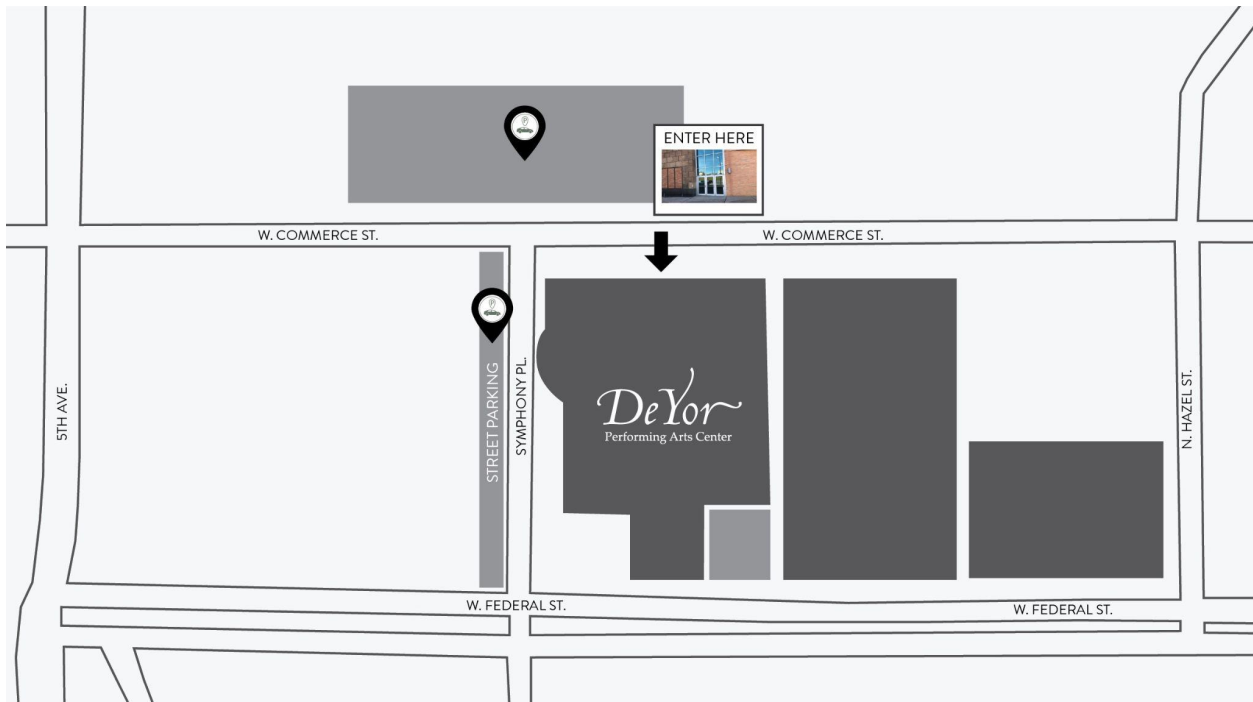 P
ENTER HERE
W. COMMERCE ST.
W. COMMERCE ST.
P
5TH AVE.
STREET PARKING
SYMPHONY PL.
DeYor
Performing Arts Center
N. HAZEL ST.
W. FEDERAL ST.
W. FEDERAL ST.